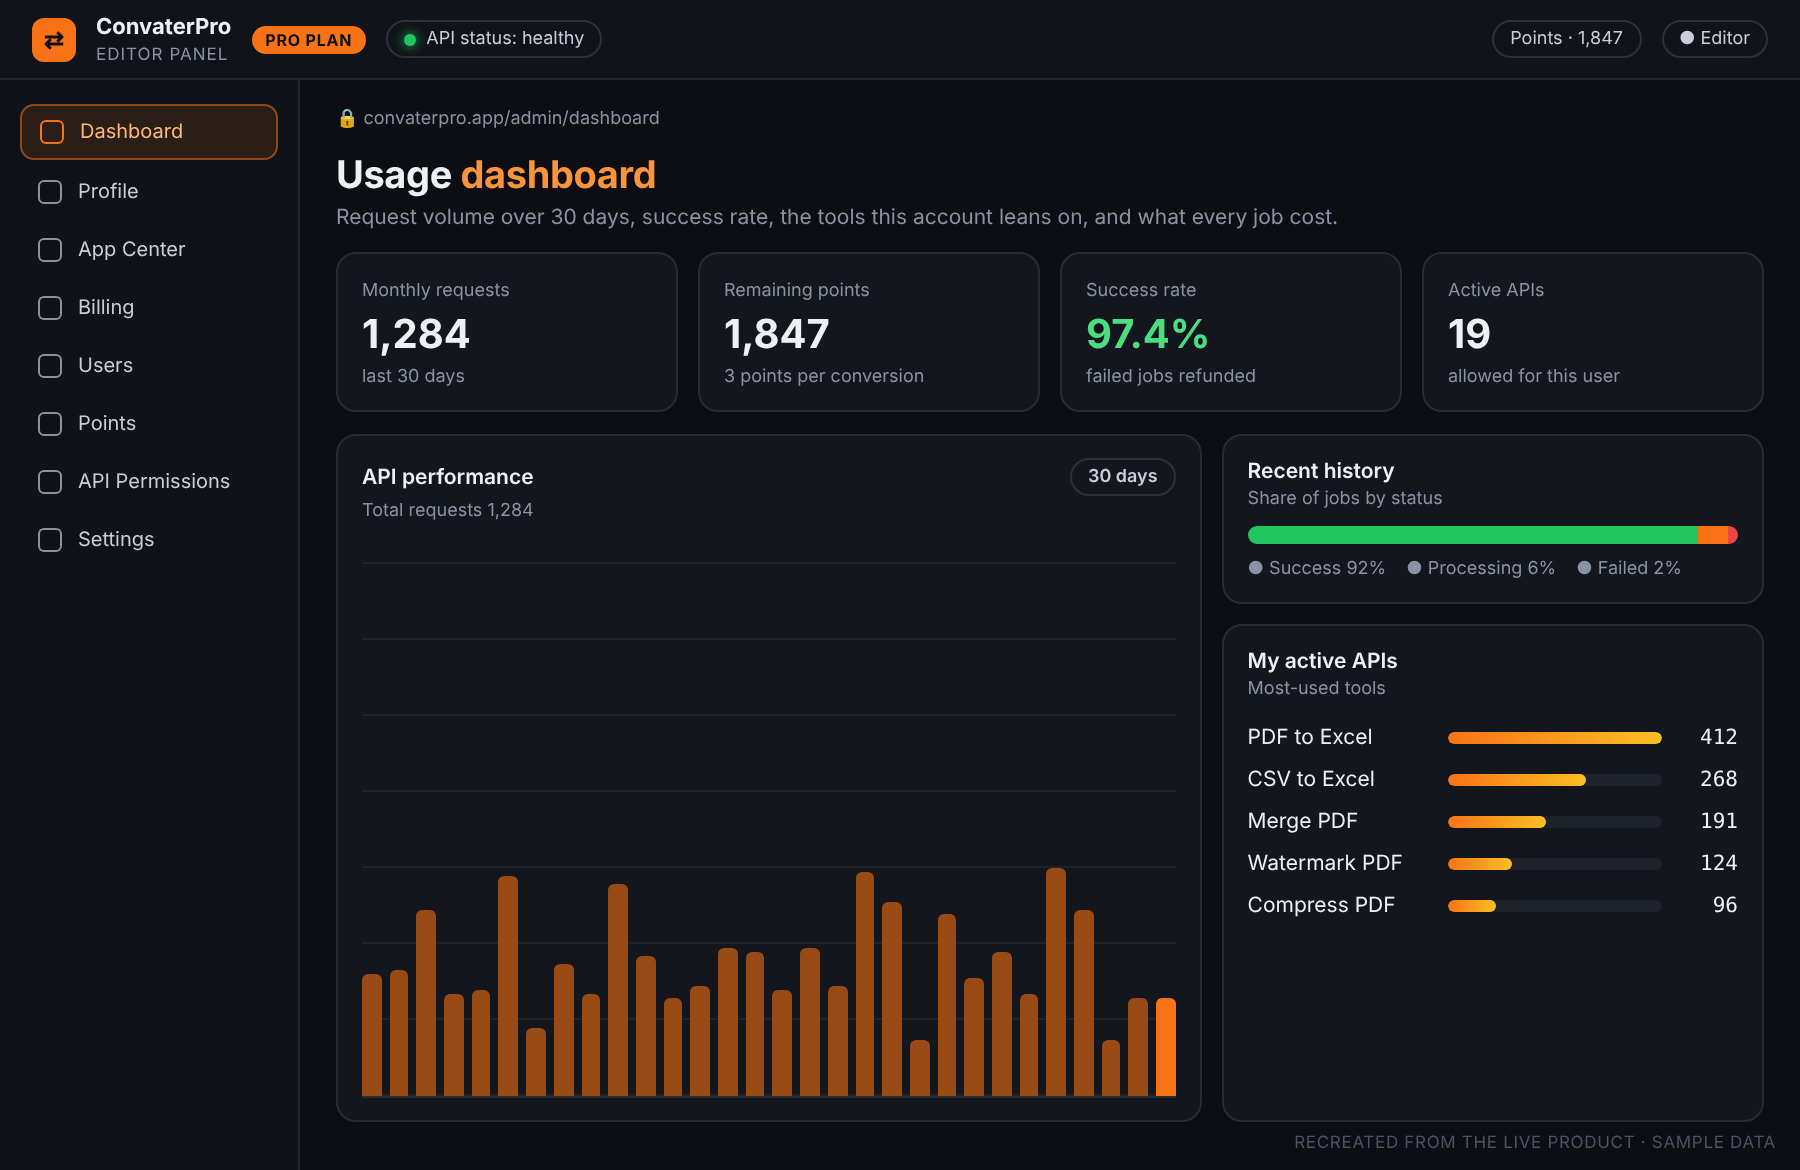 ConvaterPro
EDITOR PANEL
PRO PLAN
API status: healthy
Points · 1,847
Editor
Dashboard
Profile
App Center
Billing
Users
Points
API Permissions
Settings
convaterpro.app/admin/dashboard
Usage dashboard
Request volume over 30 days, success rate, the tools this account leans on, and what every job cost.
Monthly requests
1,284
last 30 days
Remaining points
1,847
3 points per conversion
Success rate
97.4%
failed jobs refunded
Active APIs
19
allowed for this user
API performance
30 days
Total requests 1,284
Recent history
Share of jobs by status
Success 92% Processing 6% Failed 2%
My active APIs
Most-used tools
PDF to Excel 412
CSV to Excel 268
Merge PDF 191
Watermark PDF 124
Compress PDF 96
RECREATED FROM THE LIVE PRODUCT · SAMPLE DATA